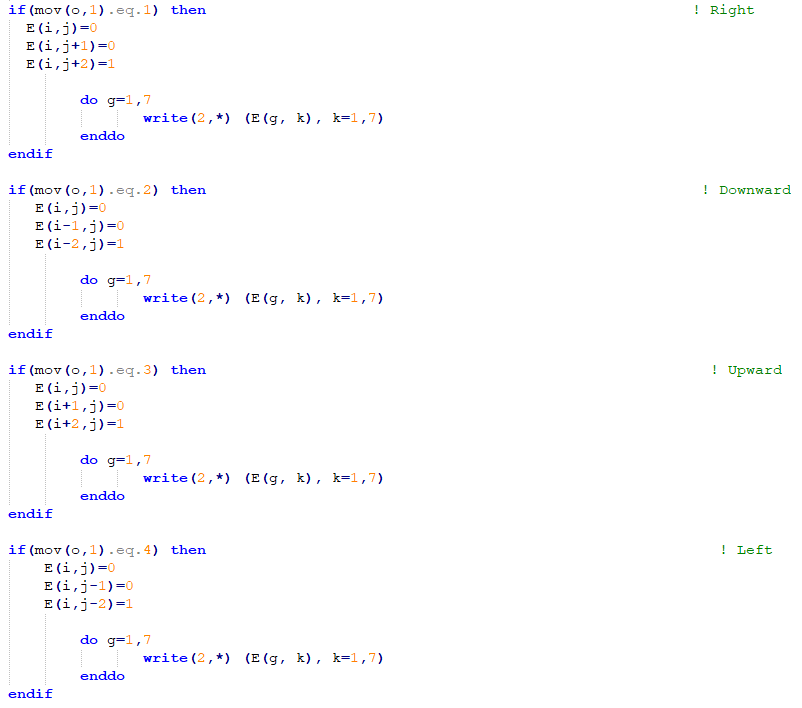 if(mov(o,1).eq.1) then ! Right
E(i,j)=0
E(i,j+1)=0
E(i,j+2)=1
do g=1,7
write(2,*) (E(g, k), k=1,7)
enddo
endif
if(mov(o,1).eq.2) then ! Downward
E(i,j)=0
E(i-1,j)=0
E(i-2,j)=1
do g=1,7
write(2,*) (E(g, k), k=1,7)
enddo
endif
if(mov(o,1).eq.3) then ! Upward
E(i,j)=0
E(i+1,j)=0
E(i+2,j)=1
do g=1,7
write(2,*) (E(g, k), k=1,7)
enddo
endif
if(mov(o,1).eq.4) then ! Left
E(i,j)=0
E(i,j-1)=0
E(i,j-2)=1
do g=1,7
write(2,*) (E(g, k), k=1,7)
enddo
endif